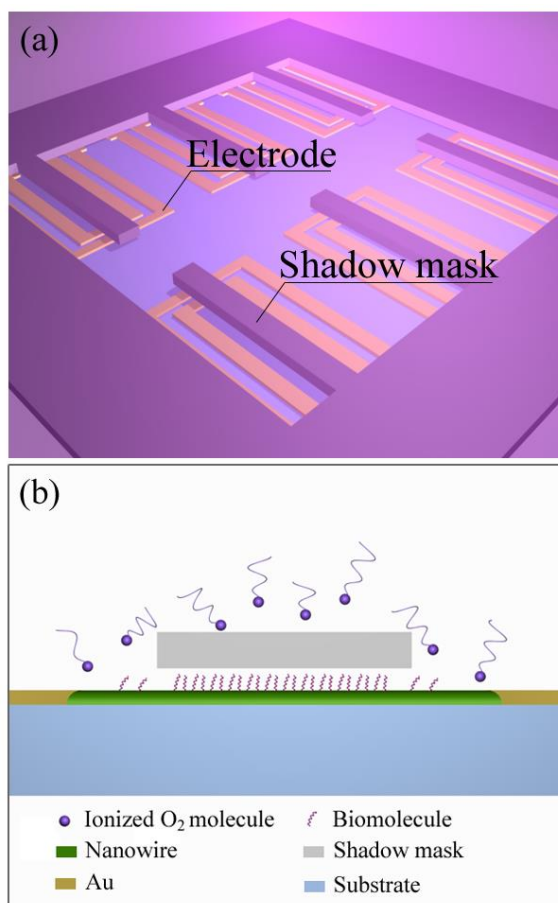 (a)
Electrode
Shadow mask
(b)
Ionized O₂ molecule
Biomolecule
Nanowire
Shadow mask
Au
Substrate